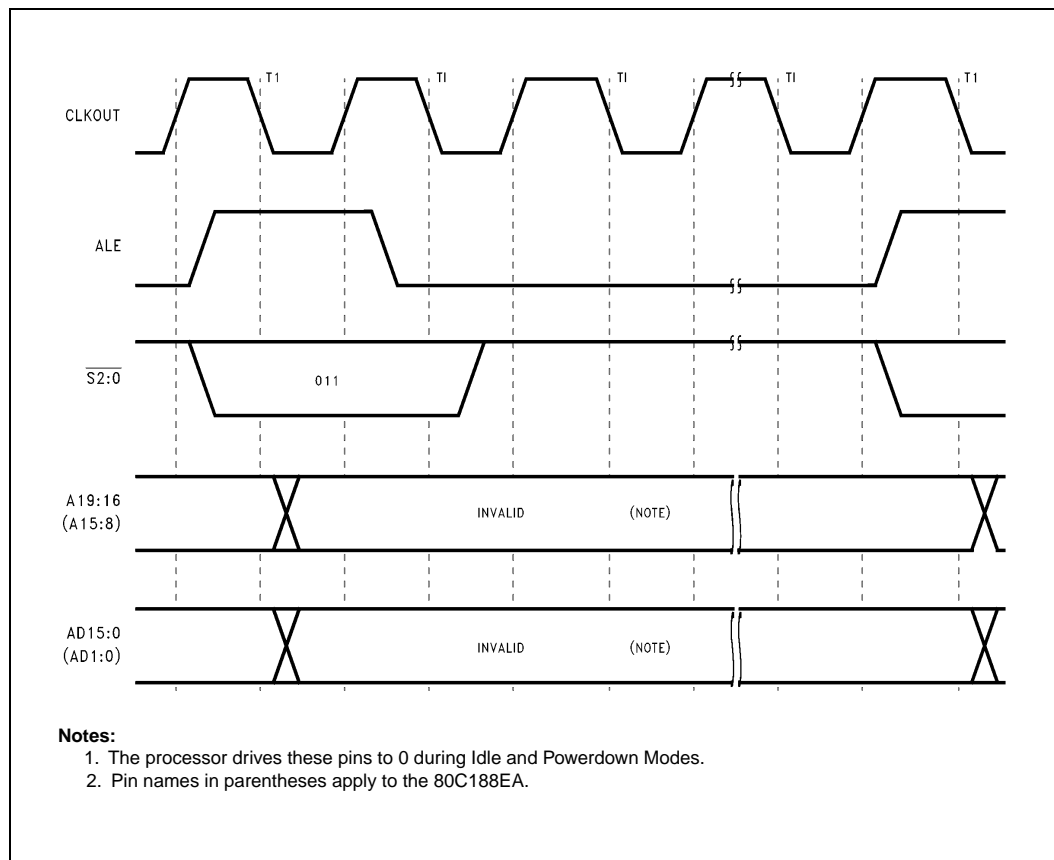 T1 TI TI TI T1
CLKOUT
ALE
S2:0
011
A19:16
(A15:8)
INVALID (NOTE)
AD15:0
(AD1:0)
INVALID (NOTE)
Notes:
1. The processor drives these pins to 0 during Idle and Powerdown Modes.
2. Pin names in parentheses apply to the 80C188EA.